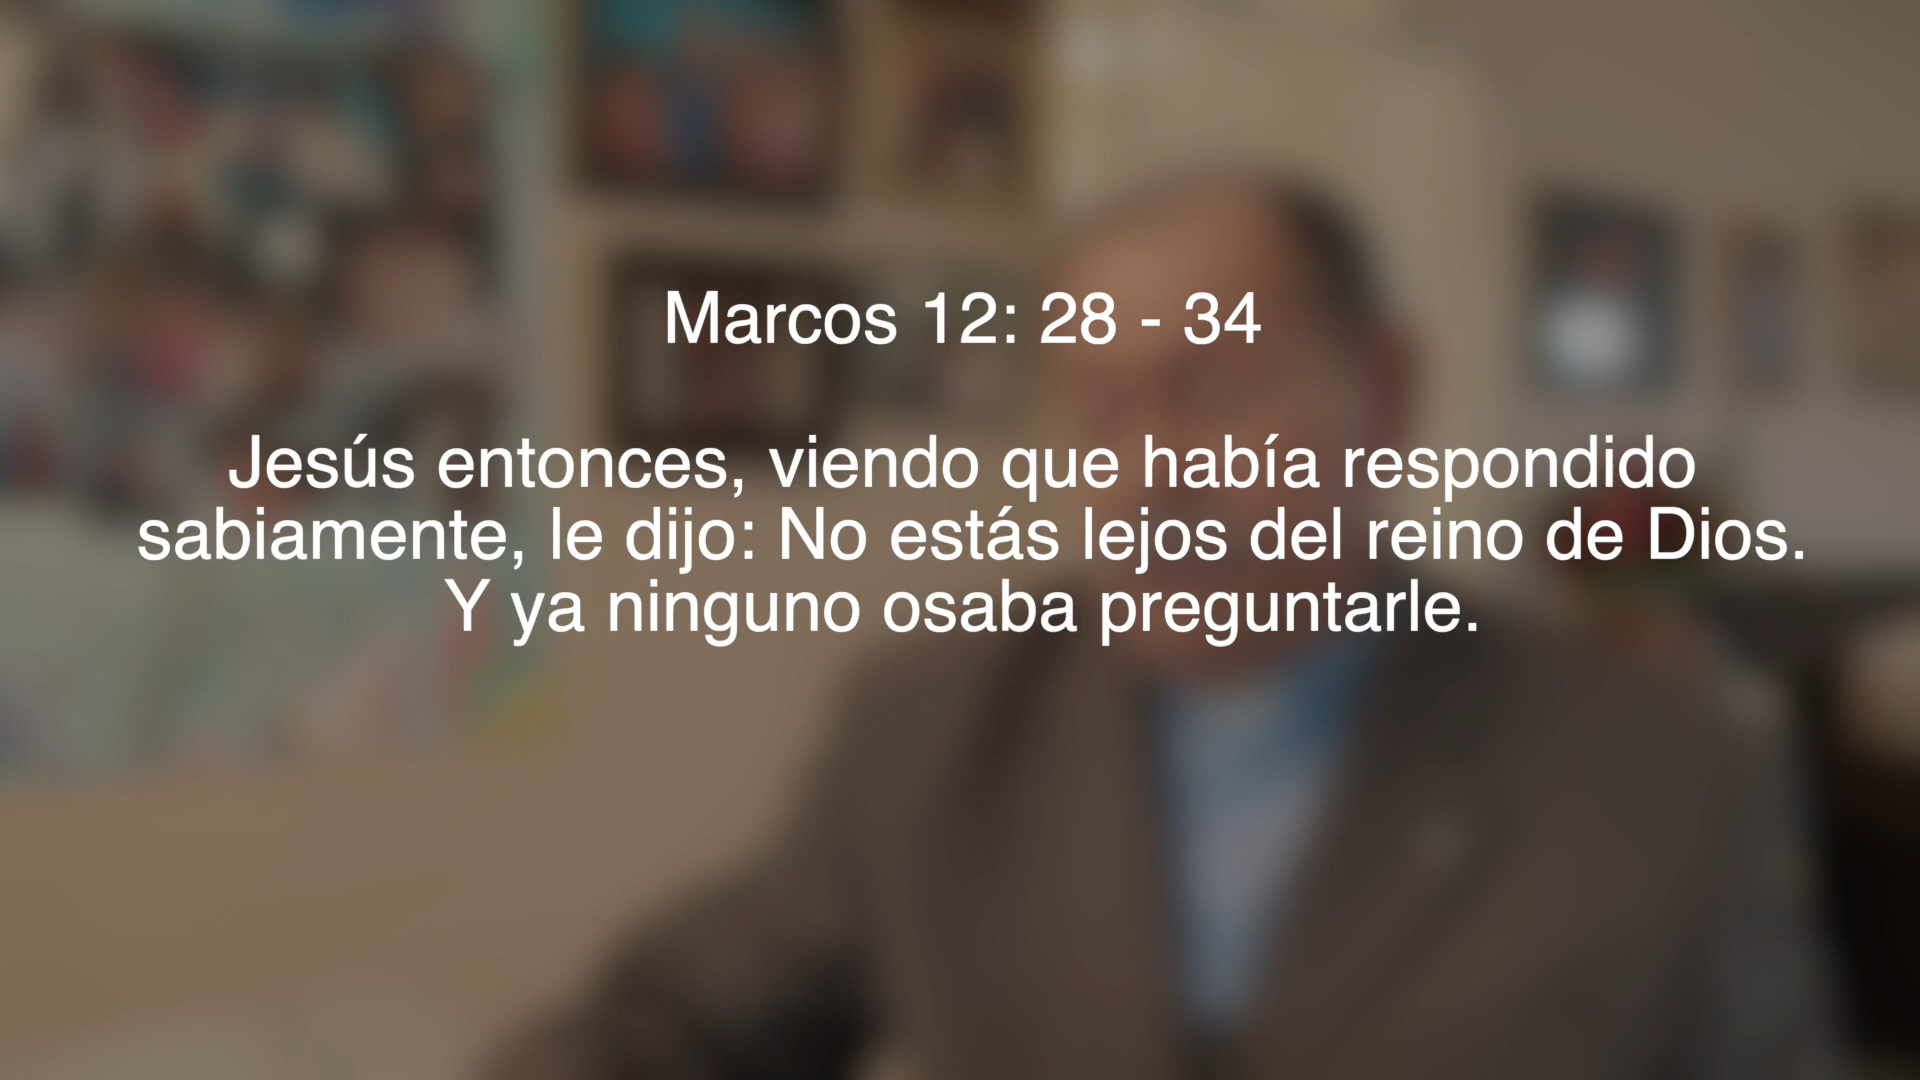 Marcos 12: 28 - 34
Jesús entonces, viendo que había respondido
sabiamente, le dijo: No estás lejos del reino de Dios.
Y ya ninguno osaba preguntarle.